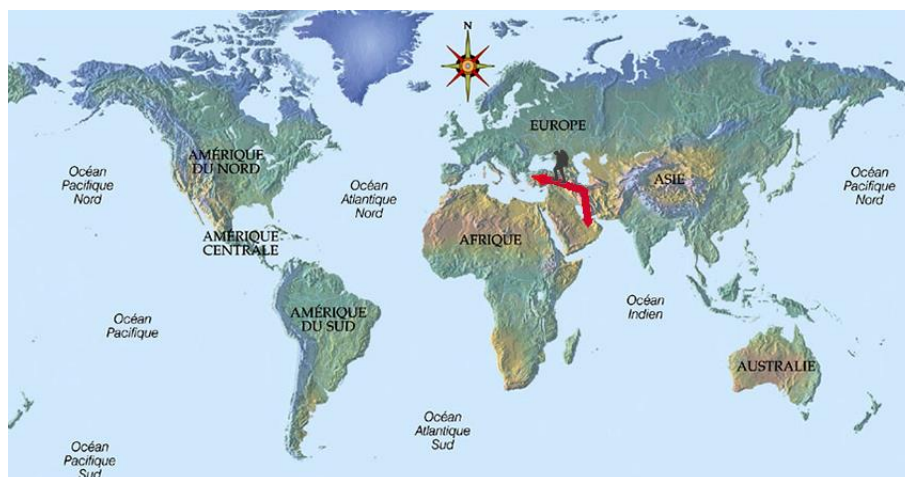 N
EUROPE
AMÉRIQUE
DU NORD
Océan
Pacifique
Nord
Océan
Atlantique
Nord
ASIE
Océan
Pacifique
Nord
AMÉRIQUE
CENTRALE
AFRIQUE
Océan
Pacifique
AMÉRIQUE
DU SUD
Océan
Indien
AUSTRALIE
Océan
Atlantique
Sud
Océan
Pacifique
Sud